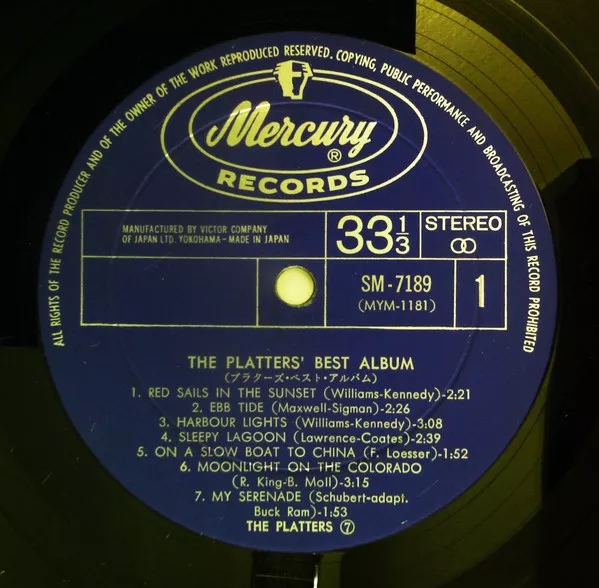 ALL RIGHTS OF THE RECORD PRODUCER AND OF THE OWNER OF THE WORK REPRODUCED RESERVED. COPYING, PUBLIC PERFORMANCE AND BROADCASTING OF THIS RECORD PROHIBITED
Mercury
®
RECORDS
MANUFACTURED BY VICTOR COMPANY
OF JAPAN LTD. YOKOHAMA - MADE IN JAPAN
33 1/3
STEREO
SM-7189
(MYM-1181)
1
THE PLATTERS' BEST ALBUM
(プラターズ・ベスト・アルバム)
1. RED SAILS IN THE SUNSET (Williams-Kennedy)-2:21
2. EBB TIDE (Maxwell-Sigman)-2:26
3. HARBOUR LIGHTS (Williams-Kennedy)-3:08
4. SLEEPY LAGOON (Lawrence-Coates)-2:39
5. ON A SLOW BOAT TO CHINA (F. Loesser)-1:52
6. MOONLIGHT ON THE COLORADO
(R. King-B. Moll)-3:15
7. MY SERENADE (Schubert-adapt.
Buck Ram)-1:53
THE PLATTERS ⑦